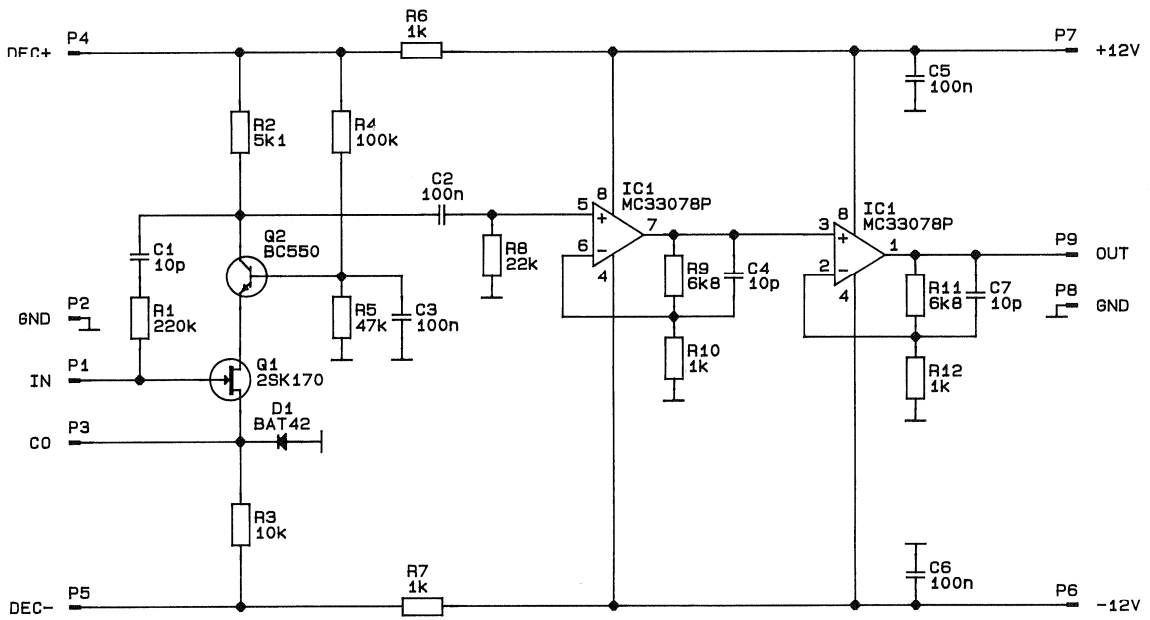 R6
1k
P4
DEC+
P7
+12V
C5
100n
R2
5k1
R4
100k
C2
100n
IC1
MC33078P
8
5
+
6
−
7
4
IC1
MC33078P
8
3
+
2
−
1
4
P9
OUT
C1
10p
Q2
BC550
R8
22k
R9
6k8
C4
10p
R11
6k8
C7
10p
P8
GND
P2
GND
R1
220k
R5
47k
C3
100n
P1
IN
Q1
2SK170
R10
1k
R12
1k
D1
BAT42
P3
CO
R3
10k
R7
1k
C6
100n
P5
DEC-
P6
-12V